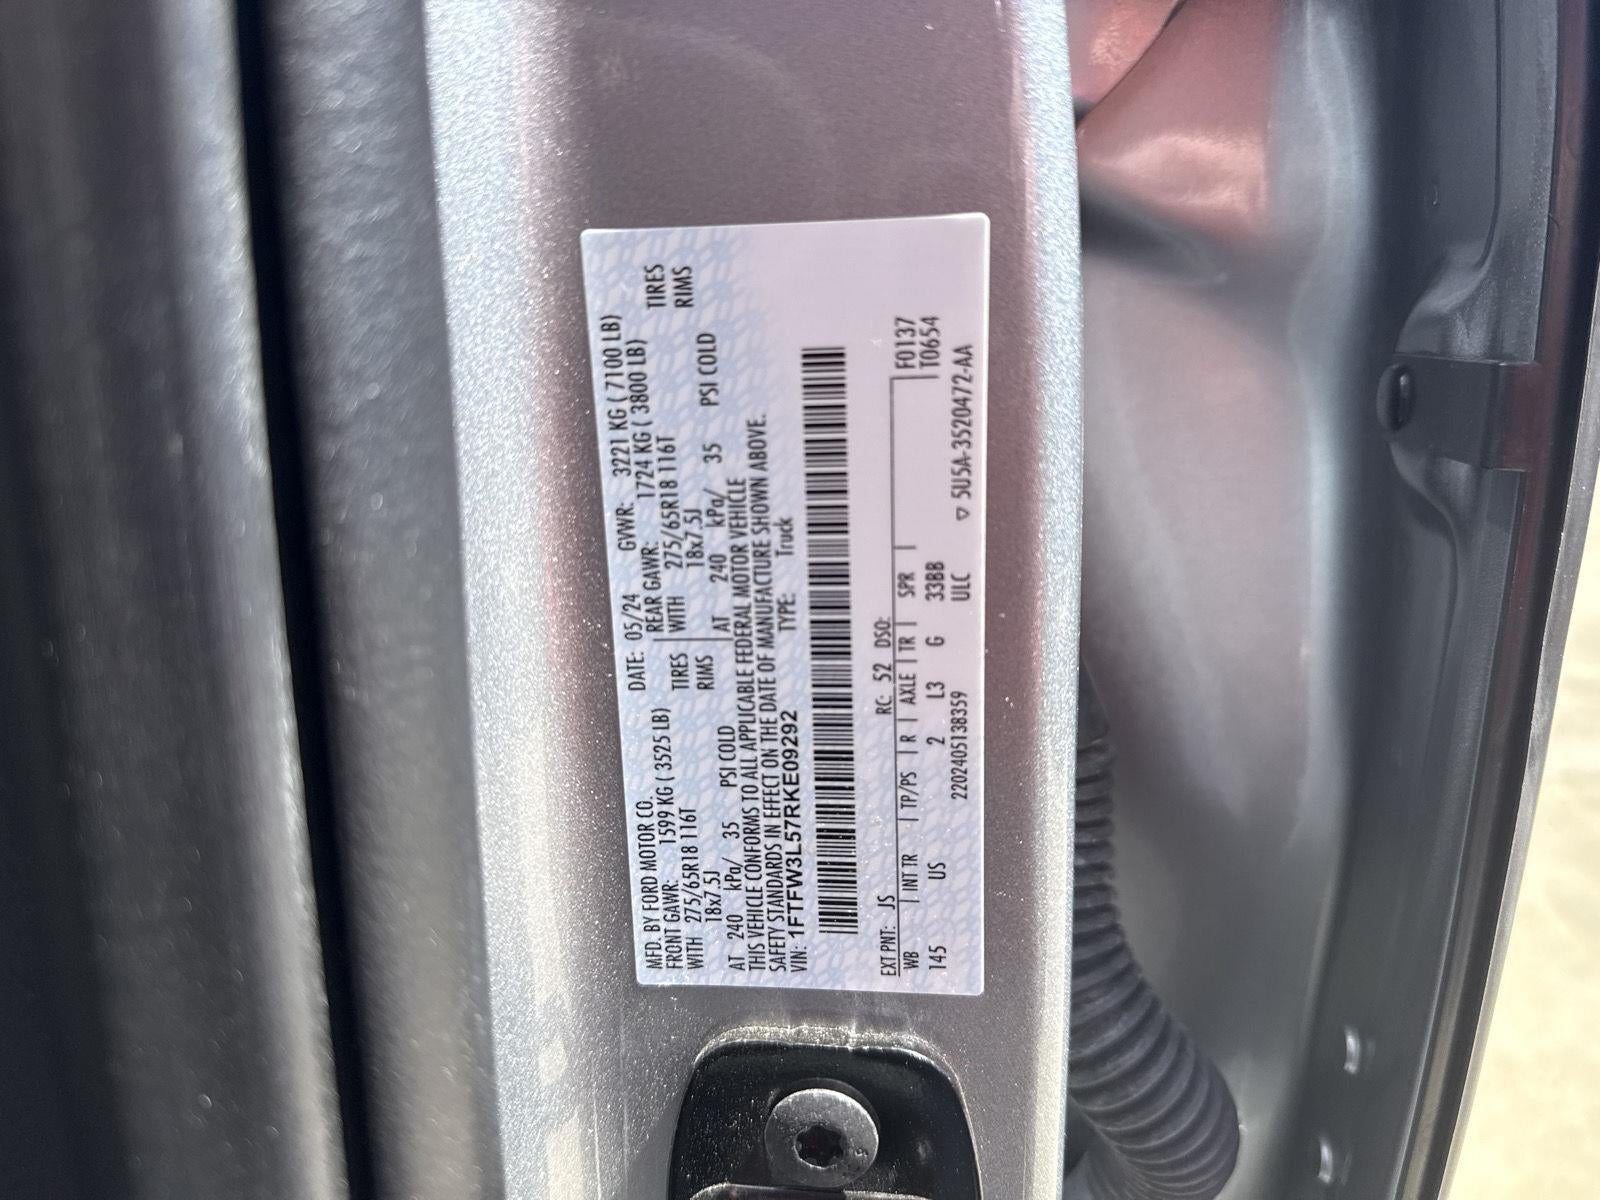 MFD. BY FORD MOTOR CO. DATE: 05/24 GVWR: 3221 KG ( 7100 LB)
FRONT GAWR: 1599 KG ( 3525 LB) REAR GAWR: 1724 KG ( 3800 LB)
WITH 275/65R18 116T TIRES WITH 275/65R18 116T TIRES
18x7.5J RIMS 18x7.5J RIMS
AT 240 kPa/ 35 PSI COLD AT 240 kPa/ 35 PSI COLD
THIS VEHICLE CONFORMS TO ALL APPLICABLE FEDERAL MOTOR VEHICLE
SAFETY STANDARDS IN EFFECT ON THE DATE OF MANUFACTURE SHOWN ABOVE.
VIN: 1FTFW3L57RKE09292 TYPE: Truck
EXT PNT: JS RC: 52 DSO: F0137
WB INT TR TP/PS R AXLE TR SPR T0654
145 US 2 L3 G 33BB
2202405138359 ULC ▽ 5U5A-3520472-AA